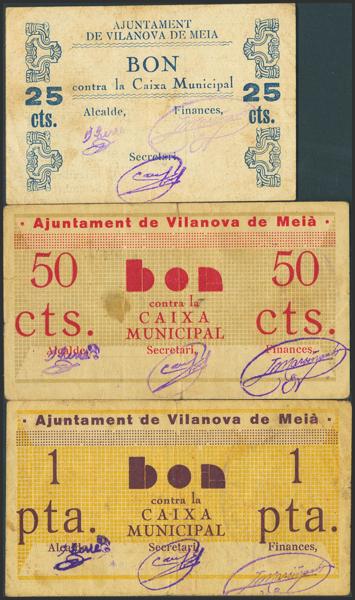 AJUNTAMENT
DE VILANOVA DE MEIA
BON
contra la Caixa Municipal
25 cts. 25 cts.
Alcalde, Finances,
Secretari,
· Ajuntament de Vilanova de Meià ·
50 cts. bon 50 cts.
contra la
CAIXA
MUNICIPAL
Alcalde, Secretari, Finances,
· Ajuntament de Vilanova de Meià ·
1 pta. bon 1 pta.
contra la
CAIXA
MUNICIPAL
Alcalde, Secretari, Finances,